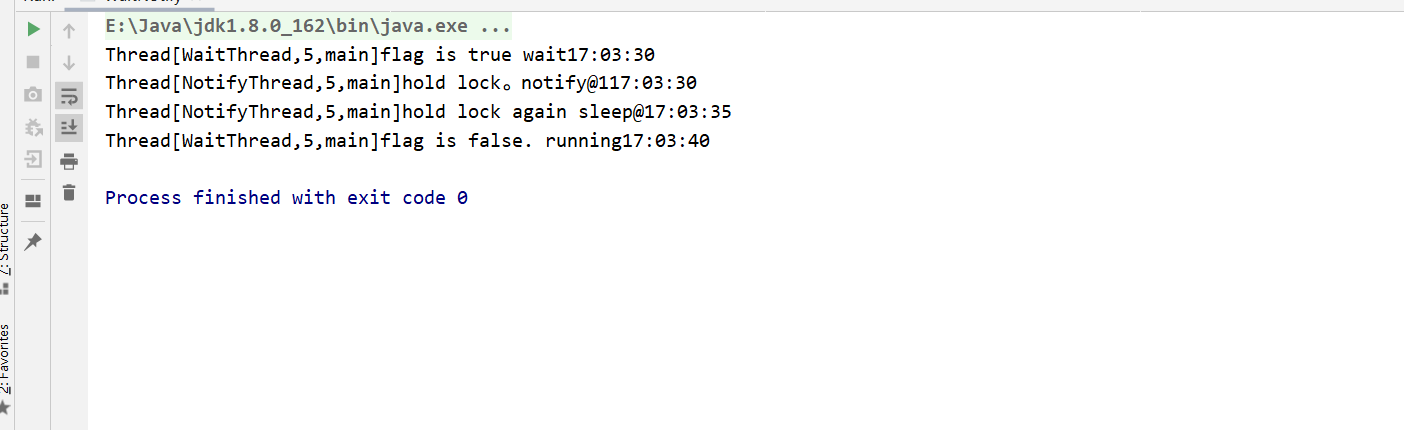 E:\Java\jdk1.8.0_162\bin\java.exe ...
Thread[WaitThread,5,main]flag is true wait17:03:30
Thread[NotifyThread,5,main]hold lock。notify@117:03:30
Thread[NotifyThread,5,main]hold lock again sleep@17:03:35
Thread[WaitThread,5,main]flag is false. running17:03:40
Process finished with exit code 0
7: Structure
2: Favorites